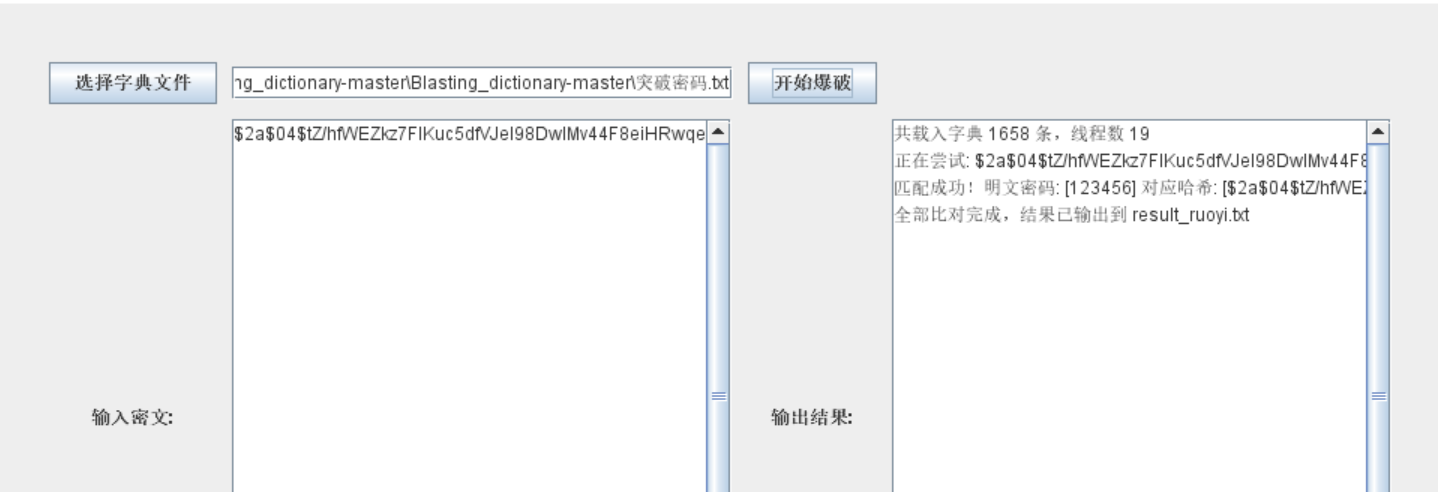 选择字典文件
ng_dictionary-master\Blasting_dictionary-master\突破密码.txt
开始爆破
$2a$04$tZ/hfWEZkz7FIKuc5dfVJeI98DwIMv44F8eiHRwqe
共载入字典 1658 条，线程数 19
正在尝试: $2a$04$tZ/hfWEZkz7FIKuc5dfVJeI98DwIMv44F8
匹配成功！明文密码: [123456] 对应哈希: [$2a$04$tZ/hfWEZ
全部比对完成，结果已输出到 result_ruoyi.txt
输入密文:
输出结果: